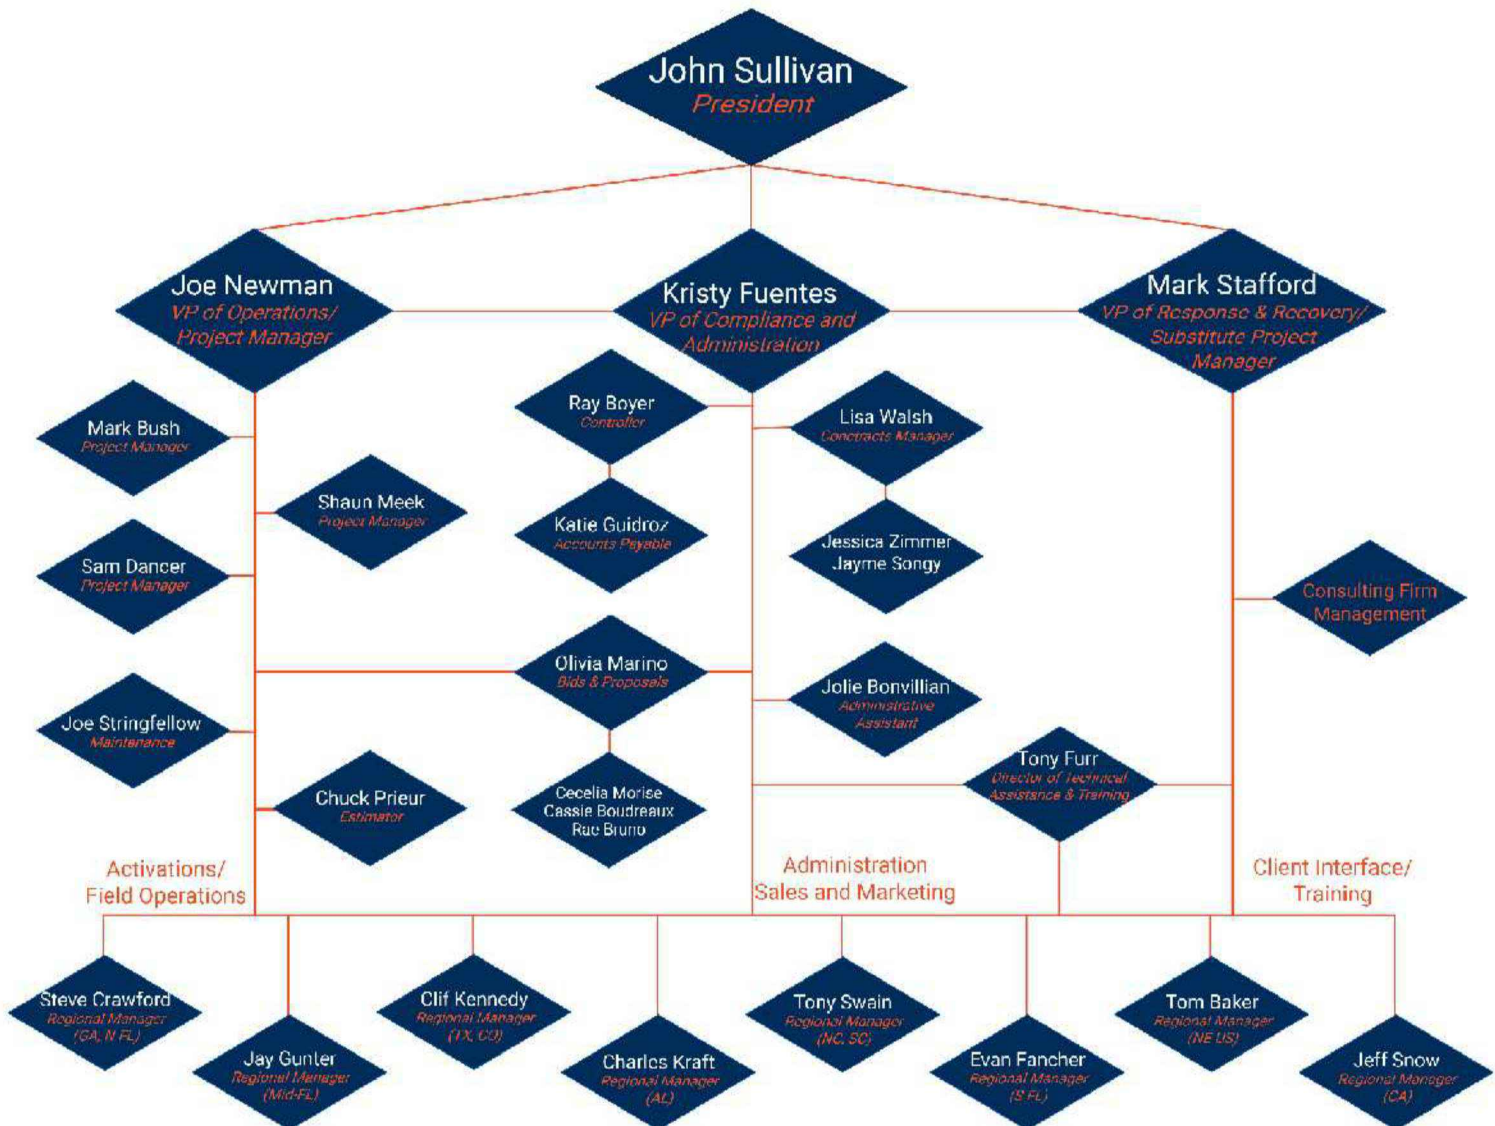 John Sullivan
President
Joe Newman
VP of Operations/
Project Manager
Kristy Fuentes
VP of Compliance and
Administration
Mark Stafford
VP of Response & Recovery/
Substitute Project
Manager
Mark Bush
Project Manager
Ray Boyer
Controller
Lisa Walsh
Conctracts Manager
Shaun Meek
Project Manager
Katie Guidroz
Accounts Payable
Jessica Zimmer
Jayme Songy
Sam Dancer
Project Manager
Consulting Firm
Management
Olivia Marino
Bids & Proposals
Jolie Bonvillian
Administrative
Assistant
Joe Stringfellow
Maintenance
Tony Furr
Director of Technical
Assistance & Training
Chuck Prieur
Estimator
Cecelia Morise
Cassie Boudreaux
Rae Bruno
Activations/
Field Operations
Administration
Sales and Marketing
Client Interface/
Training
Steve Crawford
Regional Manager
(GA, N FL)
Jay Gunter
Regional Manager
(Mid-FL)
Clif Kennedy
Regional Manager
(TX, CO)
Charles Kraft
Regional Manager
(AL)
Tony Swain
Regional Manager
(NC, SC)
Evan Fancher
Regional Manager
(S FL)
Tom Baker
Regional Manager
(NE US)
Jeff Snow
Regional Manager
(CA)